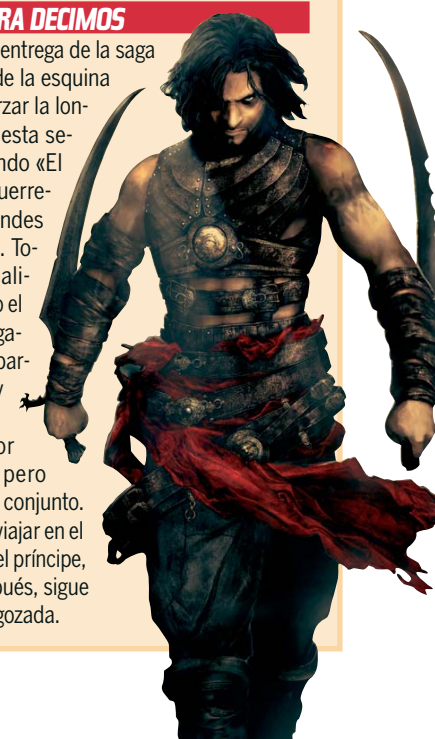 RA DECIMOS
entrega de la saga
de la esquina
rzar la lon-
esta se-
ndo «El
uerre-
ndes
. To-
ali-
o el
ga-
par-
y
or
pero
conjunto.
viajar en el
el príncipe,
pués, sigue
gozada.